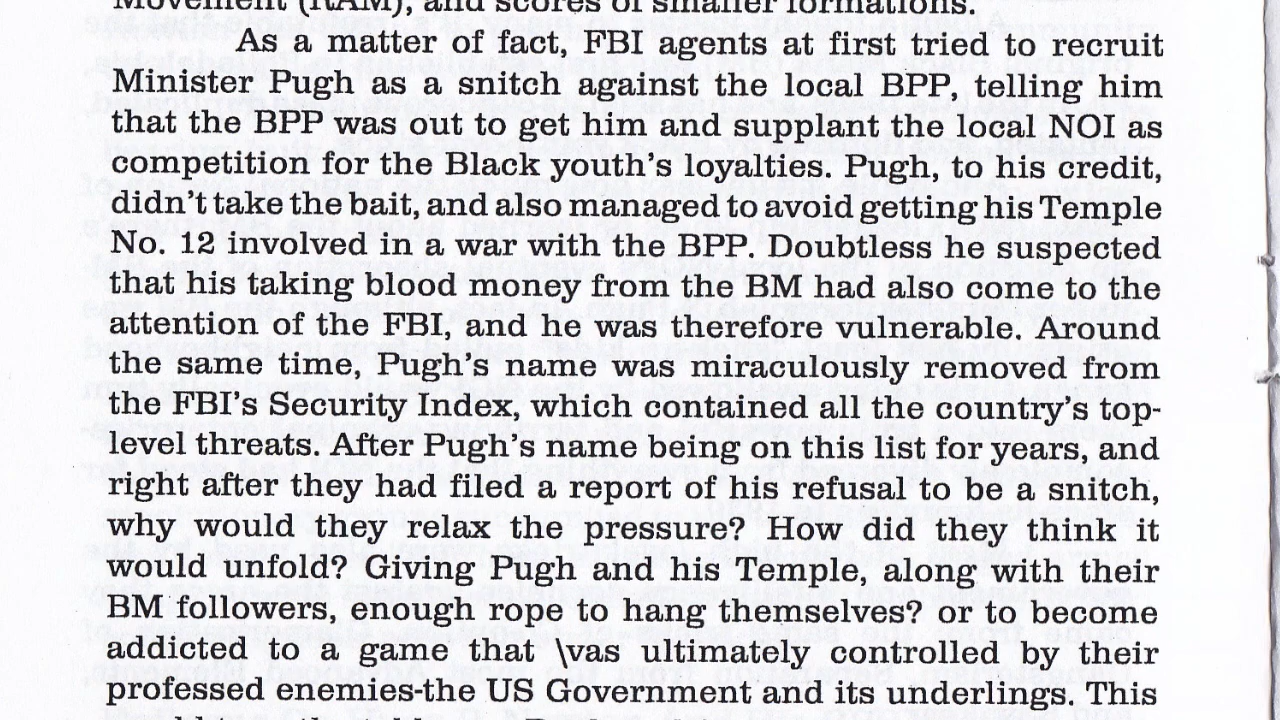 Movement (RAM), and scores of smaller formations.
As a matter of fact, FBI agents at first tried to recruit
Minister Pugh as a snitch against the local BPP, telling him
that the BPP was out to get him and supplant the local NOI as
competition for the Black youth's loyalties. Pugh, to his credit,
didn't take the bait, and also managed to avoid getting his Temple
No. 12 involved in a war with the BPP. Doubtless he suspected
that his taking blood money from the BM had also come to the
attention of the FBI, and he was therefore vulnerable. Around
the same time, Pugh's name was miraculously removed from
the FBI's Security Index, which contained all the country's top-
level threats. After Pugh's name being on this list for years, and
right after they had filed a report of his refusal to be a snitch,
why would they relax the pressure? How did they think it
would unfold? Giving Pugh and his Temple, along with their
BM followers, enough rope to hang themselves? or to become
addicted to a game that \vas ultimately controlled by their
professed enemies-the US Government and its underlings. This